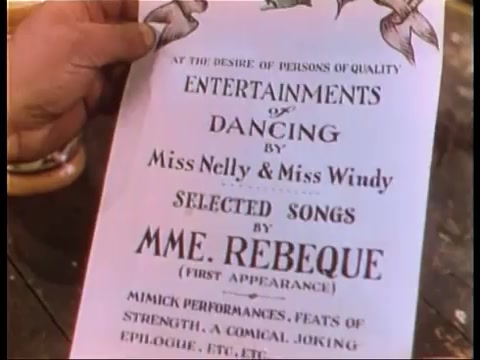 AT THE DESIRE OF PERSONS OF QUALITY
ENTERTAINMENTS
of
DANCING
BY
Miss Nelly & Miss Windy
SELECTED SONGS
BY
MME. REBEQUE
(FIRST APPEARANCE)
MIMICK PERFORMANCES, FEATS OF
STRENGTH, A COMICAL JOKING
EPILOGUE, ETC, ETC